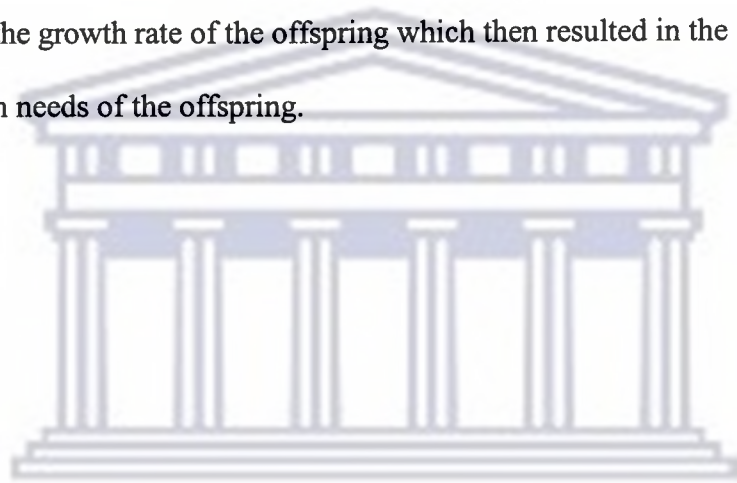 he growth rate of the offspring which then resulted in the
needs of the offspring.